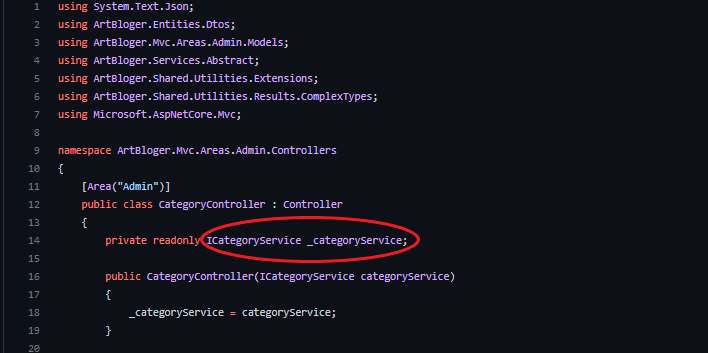 1 using System.Text.Json;
2 using ArtBloger.Entities.Dtos;
3 using ArtBloger.Mvc.Areas.Admin.Models;
4 using ArtBloger.Services.Abstract;
5 using ArtBloger.Shared.Utilities.Extensions;
6 using ArtBloger.Shared.Utilities.Results.ComplexTypes;
7 using Microsoft.AspNetCore.Mvc;
8
9 namespace ArtBloger.Mvc.Areas.Admin.Controllers
10 {
11 [Area("Admin")]
12 public class CategoryController : Controller
13 {
14 private readonly ICategoryService _categoryService;
15
16 public CategoryController(ICategoryService categoryService)
17 {
18 _categoryService = categoryService;
19 }
20